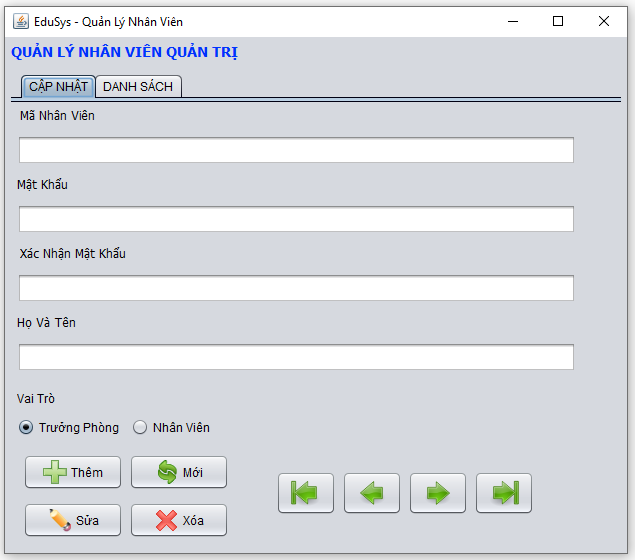 EduSys - Quản Lý Nhân Viên
QUẢN LÝ NHÂN VIÊN QUẢN TRỊ
CẬP NHẬT DANH SÁCH
Mã Nhân Viên
Mật Khẩu
Xác Nhận Mật Khẩu
Họ Và Tên
Vai Trò
Trưởng Phòng Nhân Viên
Thêm Mới
Sửa Xóa